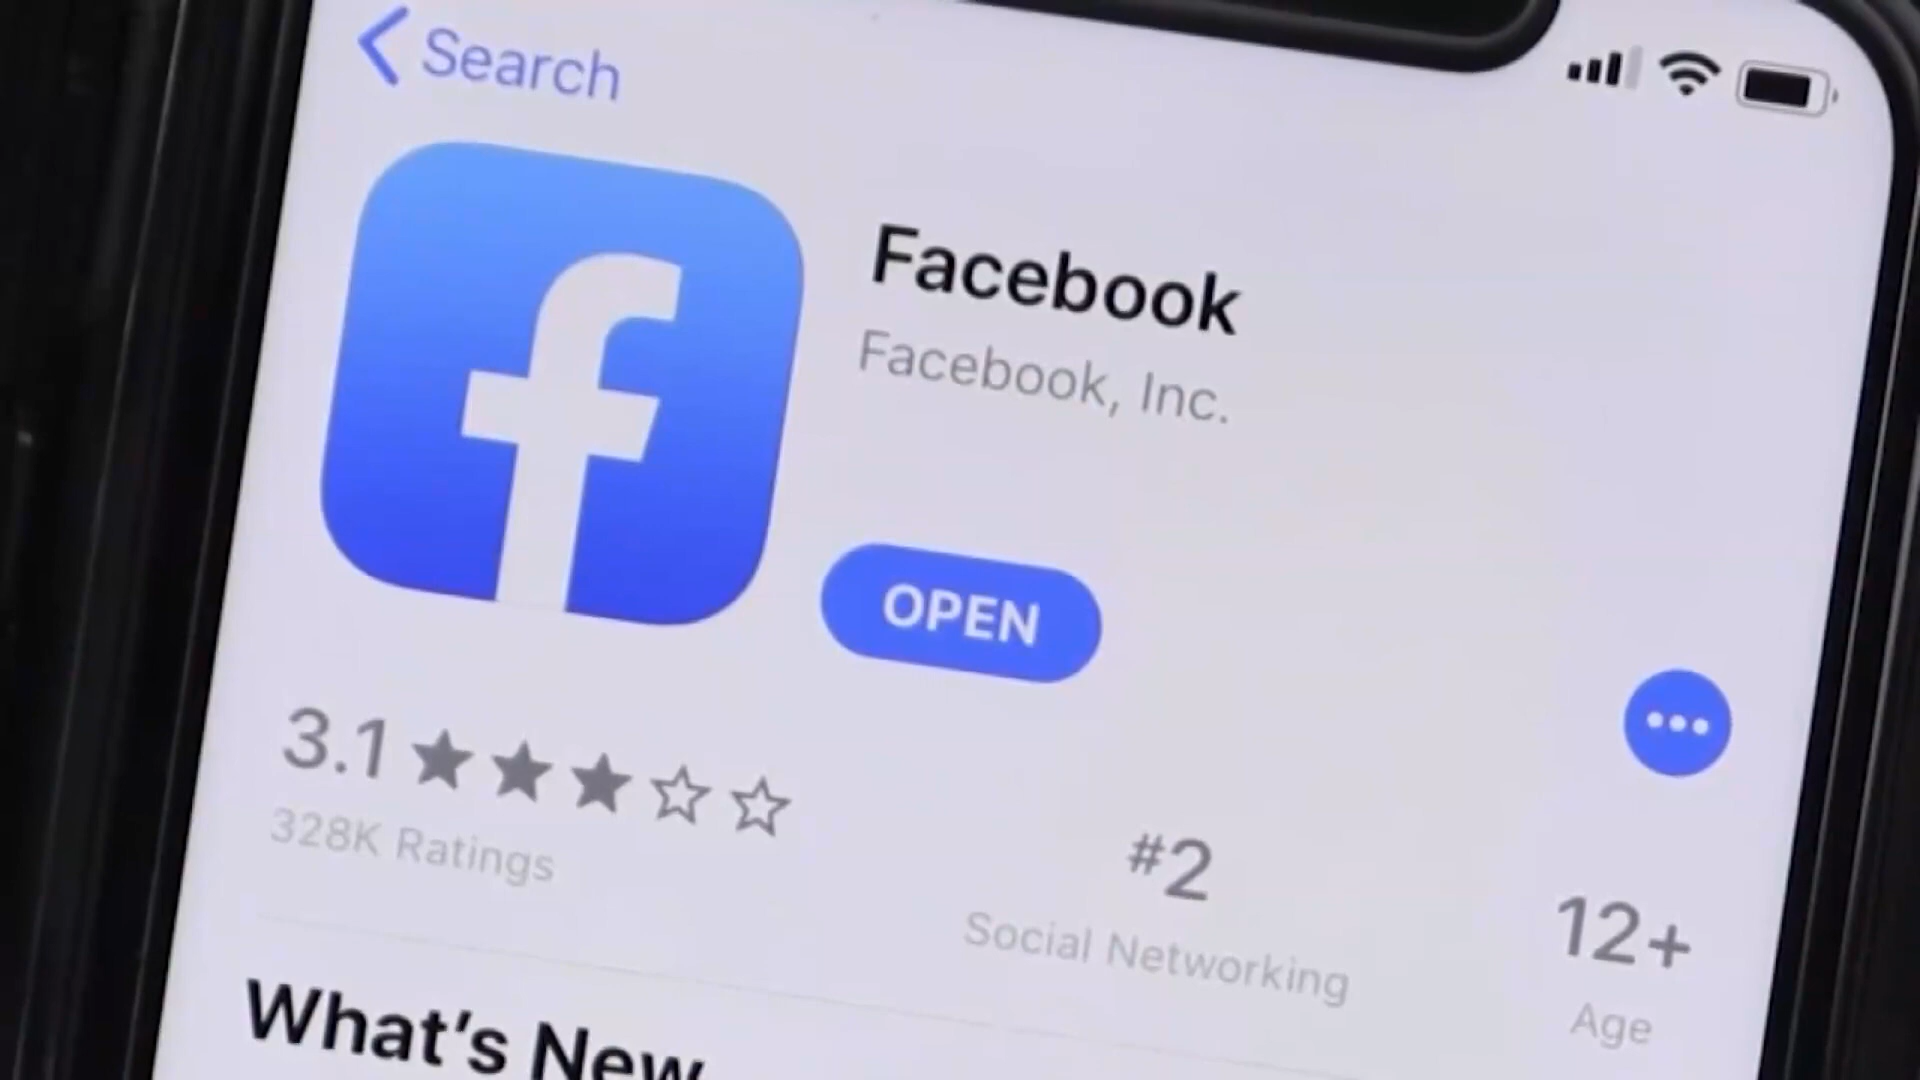 Search
Facebook
Facebook, Inc.
OPEN
3.1
328K Ratings
#2
Social Networking
12+
Age
What's New